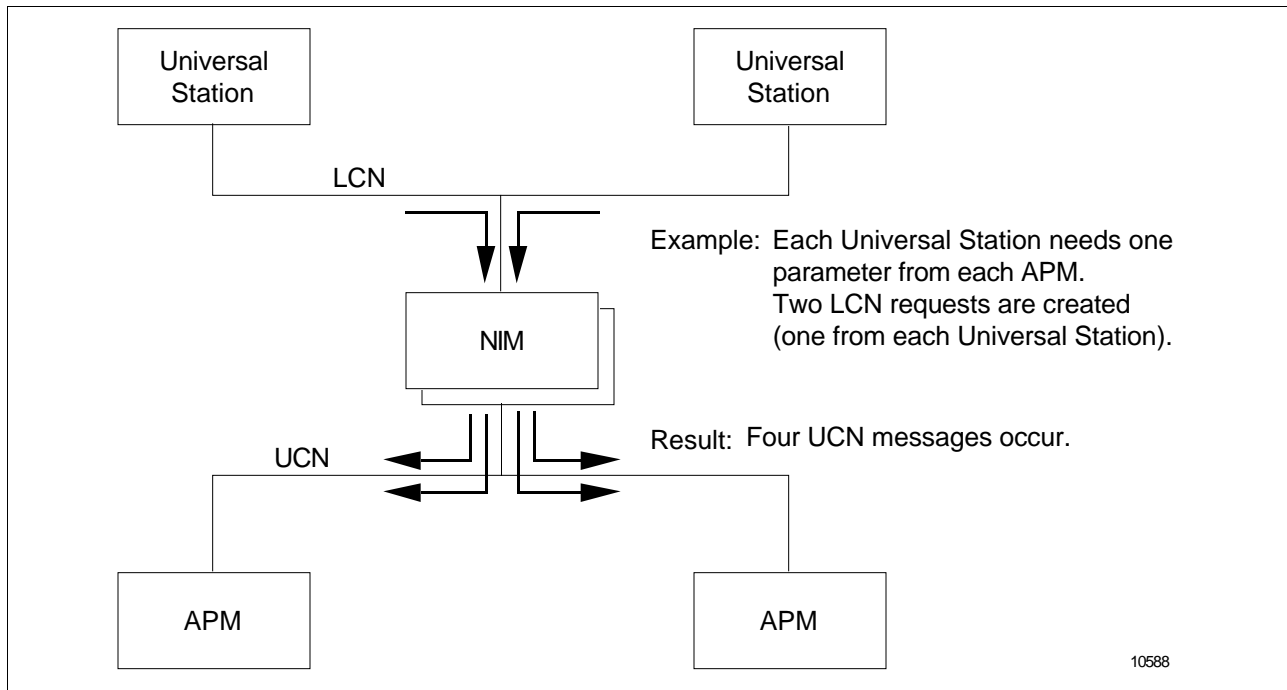 Universal
Station
Universal
Station
LCN
Example: Each Universal Station needs one
parameter from each APM.
Two LCN requests are created
(one from each Universal Station).
NIM
Result: Four UCN messages occur.
UCN
APM
APM
10588